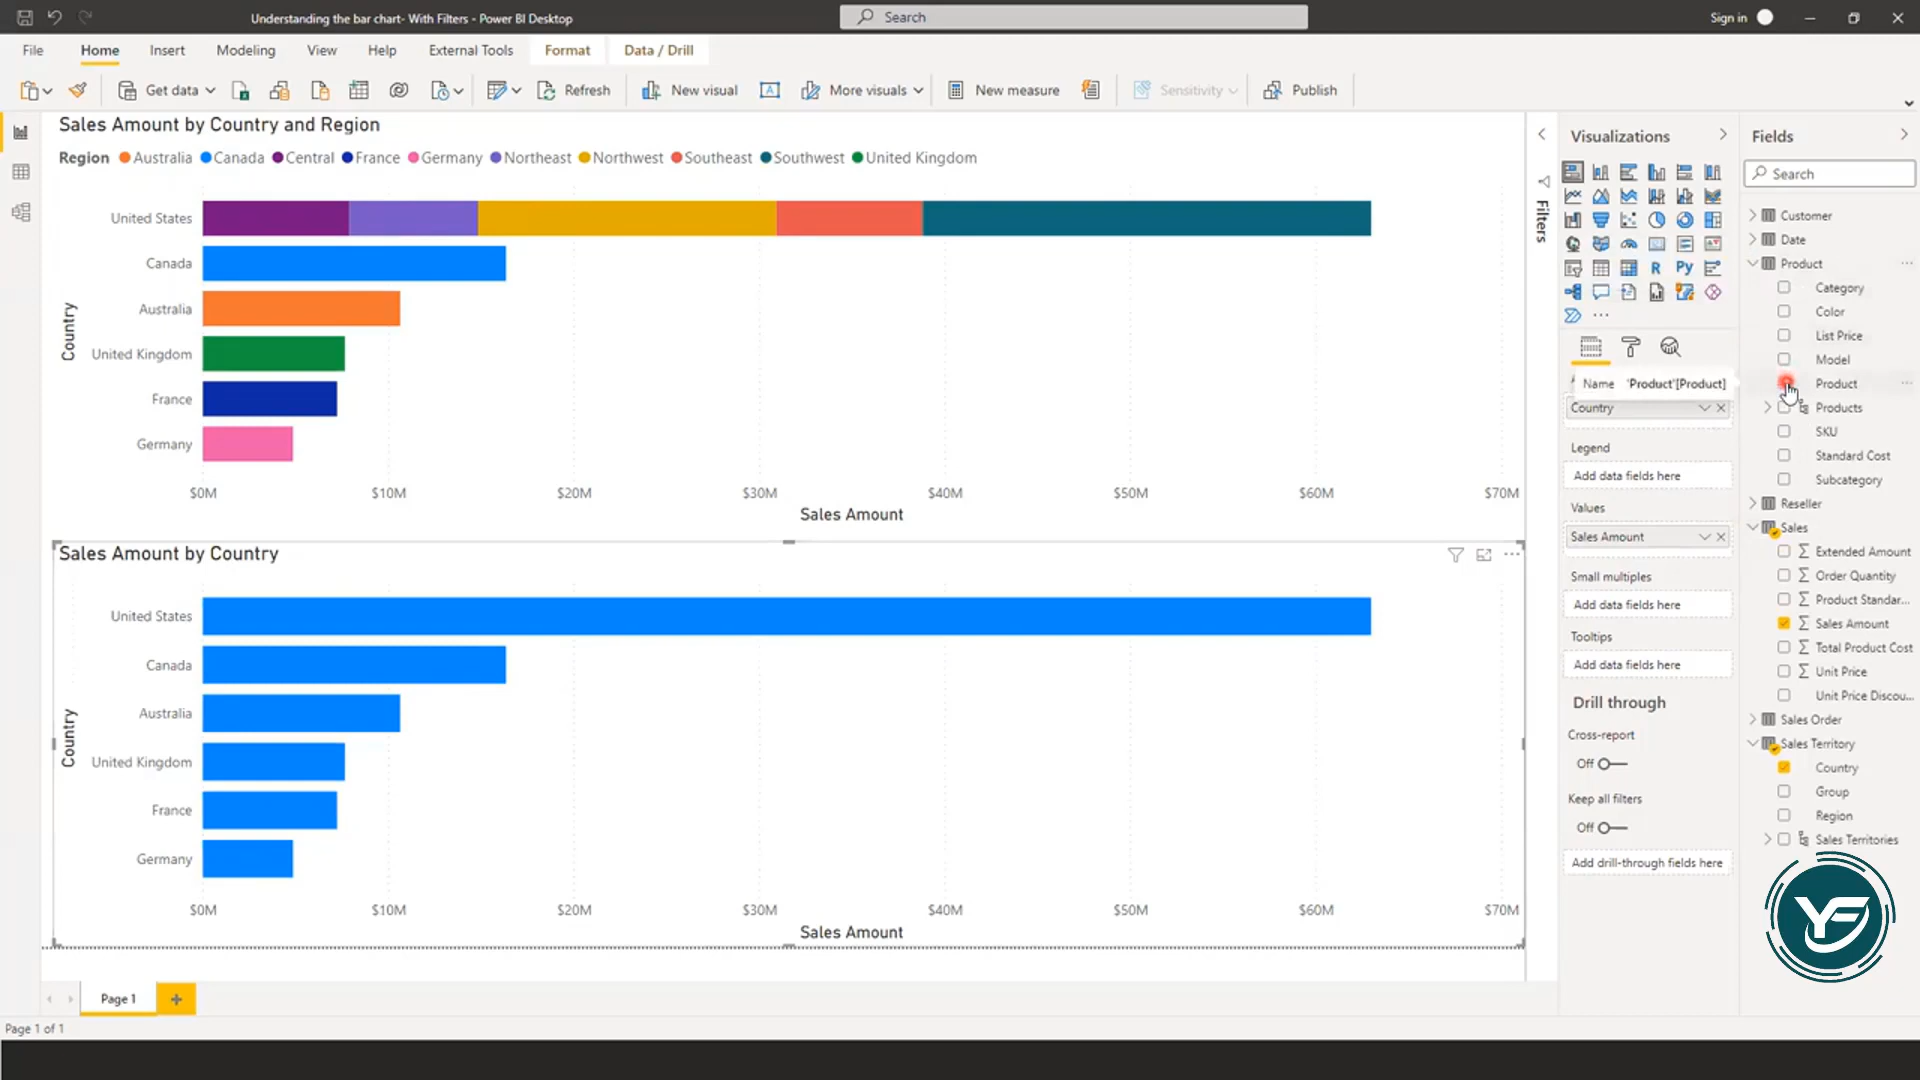 Understanding the bar chart- With Filters - Power BI Desktop
Search
Sign in
File
Home
Insert
Modeling
View
Help
External Tools
Format
Data / Drill
Get data
Refresh
New visual
More visuals
New measure
Sensitivity
Publish
Sales Amount by Country and Region
Region Australia Canada Central France Germany Northeast Northwest Southeast Southwest United Kingdom
Country
United States
Canada
Australia
United Kingdom
France
Germany
$0M $10M $20M $30M $40M $50M $60M $70M
Sales Amount
Sales Amount by Country
Country
United States
Canada
Australia
United Kingdom
France
Germany
$0M $10M $20M $30M $40M $50M $60M $70M
Sales Amount
Page 1
Page 1 of 1
Filters
Visualizations
R
Py
Name 'Product'[Product]
Country
Legend
Add data fields here
Values
Sales Amount
Small multiples
Add data fields here
Tooltips
Add data fields here
Drill through
Cross-report
Off
Keep all filters
Off
Add drill-through fields here
Fields
Search
Customer
Date
Product
Category
Color
List Price
Model
Product
Products
SKU
Standard Cost
Subcategory
Reseller
Sales
Extended Amount
Order Quantity
Product Standar...
Sales Amount
Total Product Cost
Unit Price
Unit Price Discou...
Sales Order
Sales Territory
Country
Group
Region
Sales Territories
YF